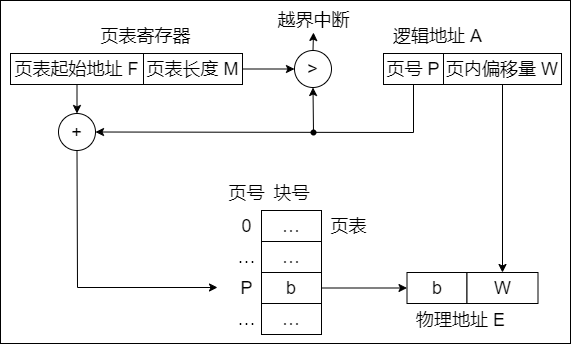 越界中断
页表寄存器
逻辑地址 A
页表起始地址 F 页表长度 M
>
页号 P 页内偏移量 W
+
页号 块号
0 … 页表
… …
P b
b W
… …
物理地址 E